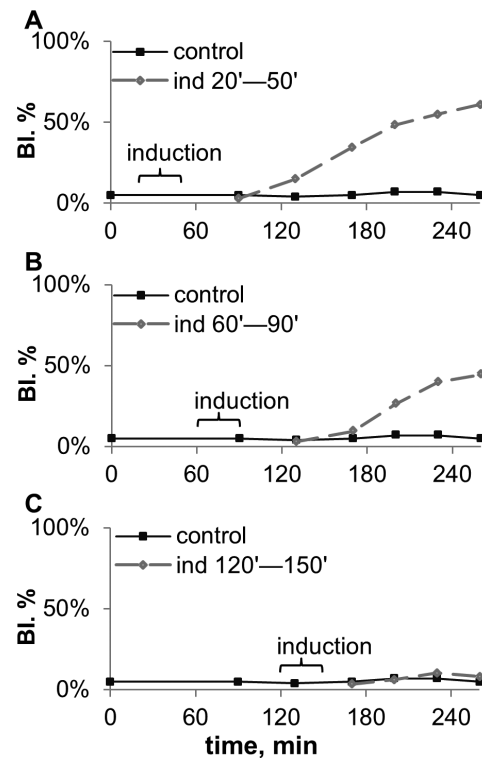 A
100%
control
ind 20'—50'
Bl. %
50%
induction
0%
0 60 120 180 240
B
100%
control
ind 60'—90'
Bl. %
50%
induction
0%
0 60 120 180 240
C
100%
control
ind 120'—150'
Bl. %
50%
induction
0%
0 60 120 180 240
time, min